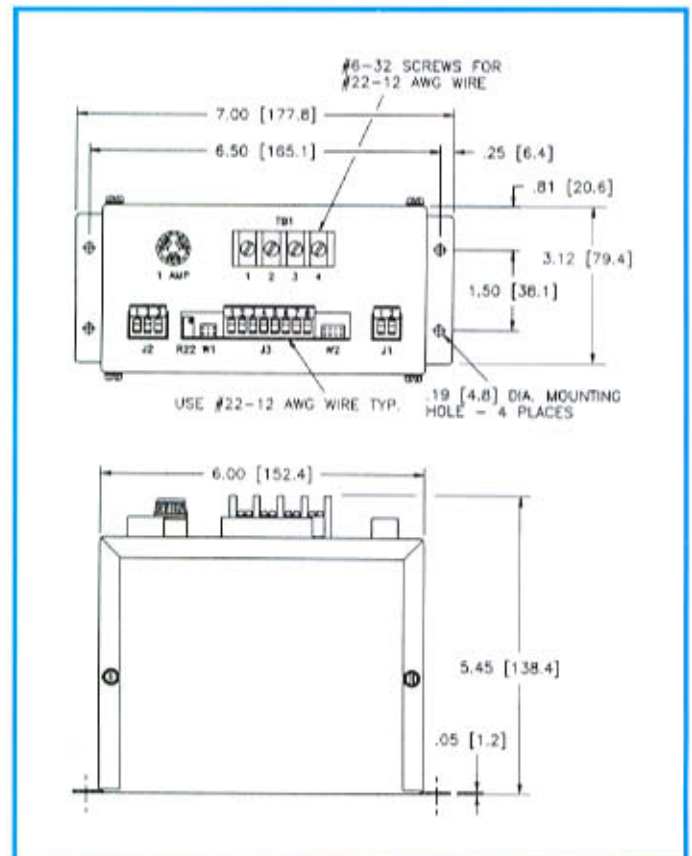 #6-32 SCREWS FOR
#22-12 AWG WIRE
7.00 [177.8]
6.50 [165.1]
.25 [6.4]
.81 [20.6]
TB1
1 2 3 4
1 AMP
3.12 [79.4]
1.50 [38.1]
J2
R22 W1
J3
W2
J1
USE #22-12 AWG WIRE TYP.
.19 [4.8] DIA. MOUNTING
HOLE - 4 PLACES
6.00 [152.4]
5.45 [138.4]
.05 [1.2]